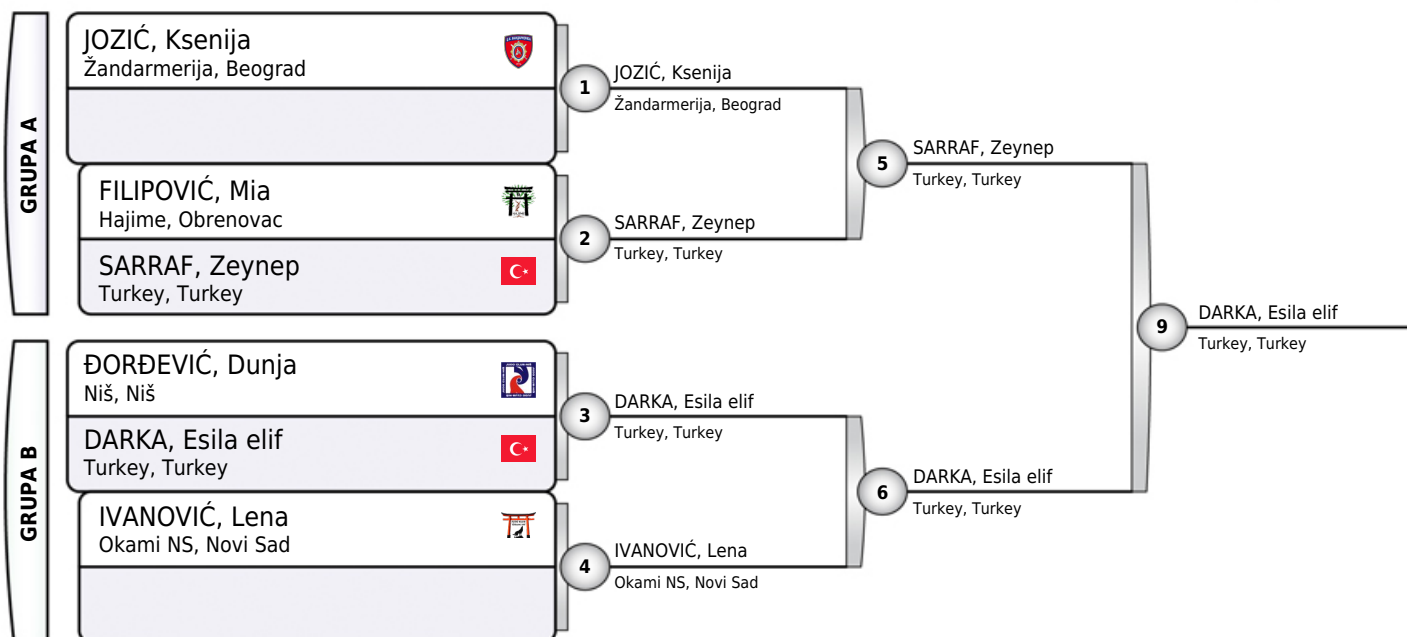 GRUPA A
JOZIĆ, Ksenija
Žandarmerija, Beograd
FILIPOVIĆ, Mia
Hajime, Obrenovac
SARRAF, Zeynep
Turkey, Turkey
GRUPA B
ĐORĐEVIĆ, Dunja
Niš, Niš
DARKA, Esila elif
Turkey, Turkey
IVANOVIĆ, Lena
Okami NS, Novi Sad
1
JOZIĆ, Ksenija
Žandarmerija, Beograd
2
SARRAF, Zeynep
Turkey, Turkey
3
DARKA, Esila elif
Turkey, Turkey
4
IVANOVIĆ, Lena
Okami NS, Novi Sad
5
SARRAF, Zeynep
Turkey, Turkey
6
DARKA, Esila elif
Turkey, Turkey
9
DARKA, Esila elif
Turkey, Turkey